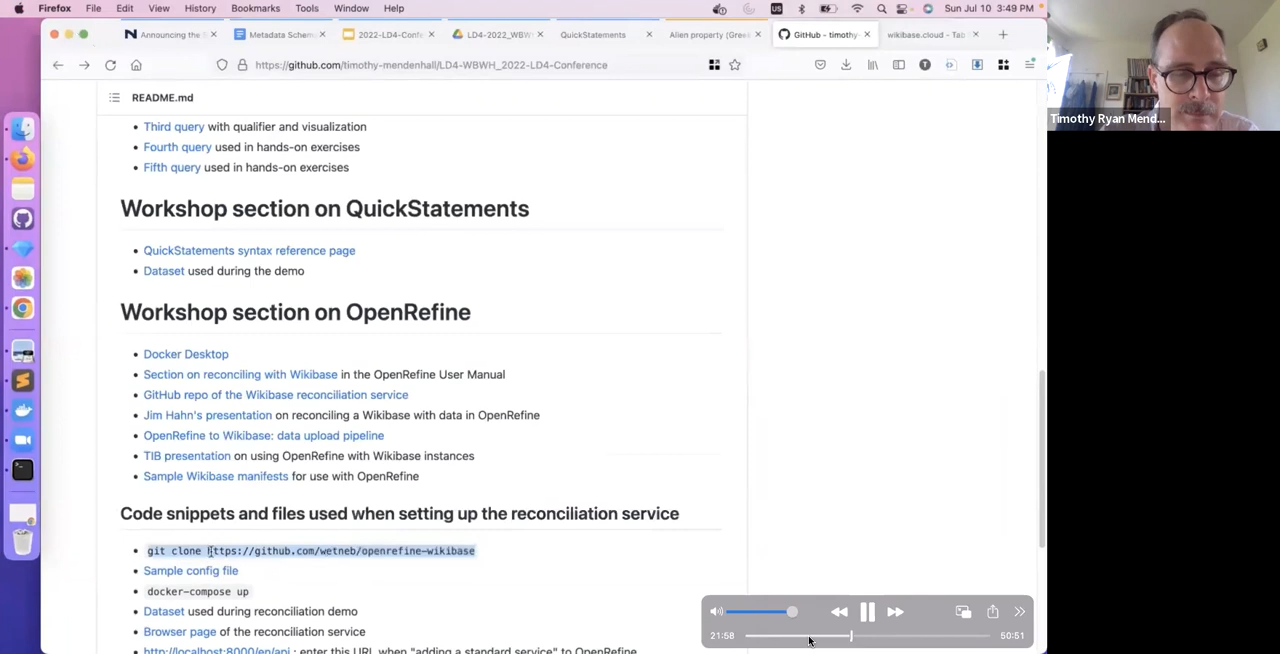 Firefox File Edit View History Bookmarks Tools Window Help
US
Sun Jul 10 3:49 PM
Announcing the
Metadata Schem
2022-LD4-Conf
LD4-2022_WBW
QuickStatements
Alien property (Gree
GitHub - timothy-
wikibase.cloud - Tab
https://github.com/timothy-mendenhall/LD4-WBWH_2022-LD4-Conference
README.md
Third query with qualifier and visualization
Fourth query used in hands-on exercises
Fifth query used in hands-on exercises
Workshop section on QuickStatements
QuickStatements syntax reference page
Dataset used during the demo
Workshop section on OpenRefine
Docker Desktop
Section on reconciling with Wikibase in the OpenRefine User Manual
GitHub repo of the Wikibase reconciliation service
Jim Hahn's presentation on reconciling a Wikibase with data in OpenRefine
OpenRefine to Wikibase: data upload pipeline
TIB presentation on using OpenRefine with Wikibase instances
Sample Wikibase manifests for use with OpenRefine
Code snippets and files used when setting up the reconciliation service
git clone https://github.com/wetneb/openrefine-wikibase
Sample config file
docker-compose up
Dataset used during reconciliation demo
Browser page of the reconciliation service
http://localhost:8000/en/api : enter this URL when "adding a standard service" to OpenRefine
21:58
50:51
Timothy Ryan Mend...